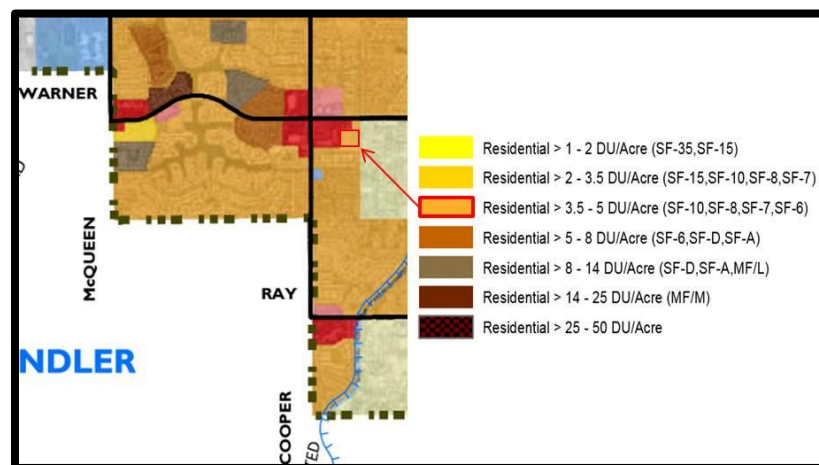 WARNER
McQUEEN
RAY
NDLER
COOPER
TED
Residential > 1 - 2 DU/Acre (SF-35,SF-15)
Residential > 2 - 3.5 DU/Acre (SF-15,SF-10,SF-8,SF-7)
Residential > 3.5 - 5 DU/Acre (SF-10,SF-8,SF-7,SF-6)
Residential > 5 - 8 DU/Acre (SF-6,SF-D,SF-A)
Residential > 8 - 14 DU/Acre (SF-D,SF-A,MF/L)
Residential > 14 - 25 DU/Acre (MF/M)
Residential > 25 - 50 DU/Acre